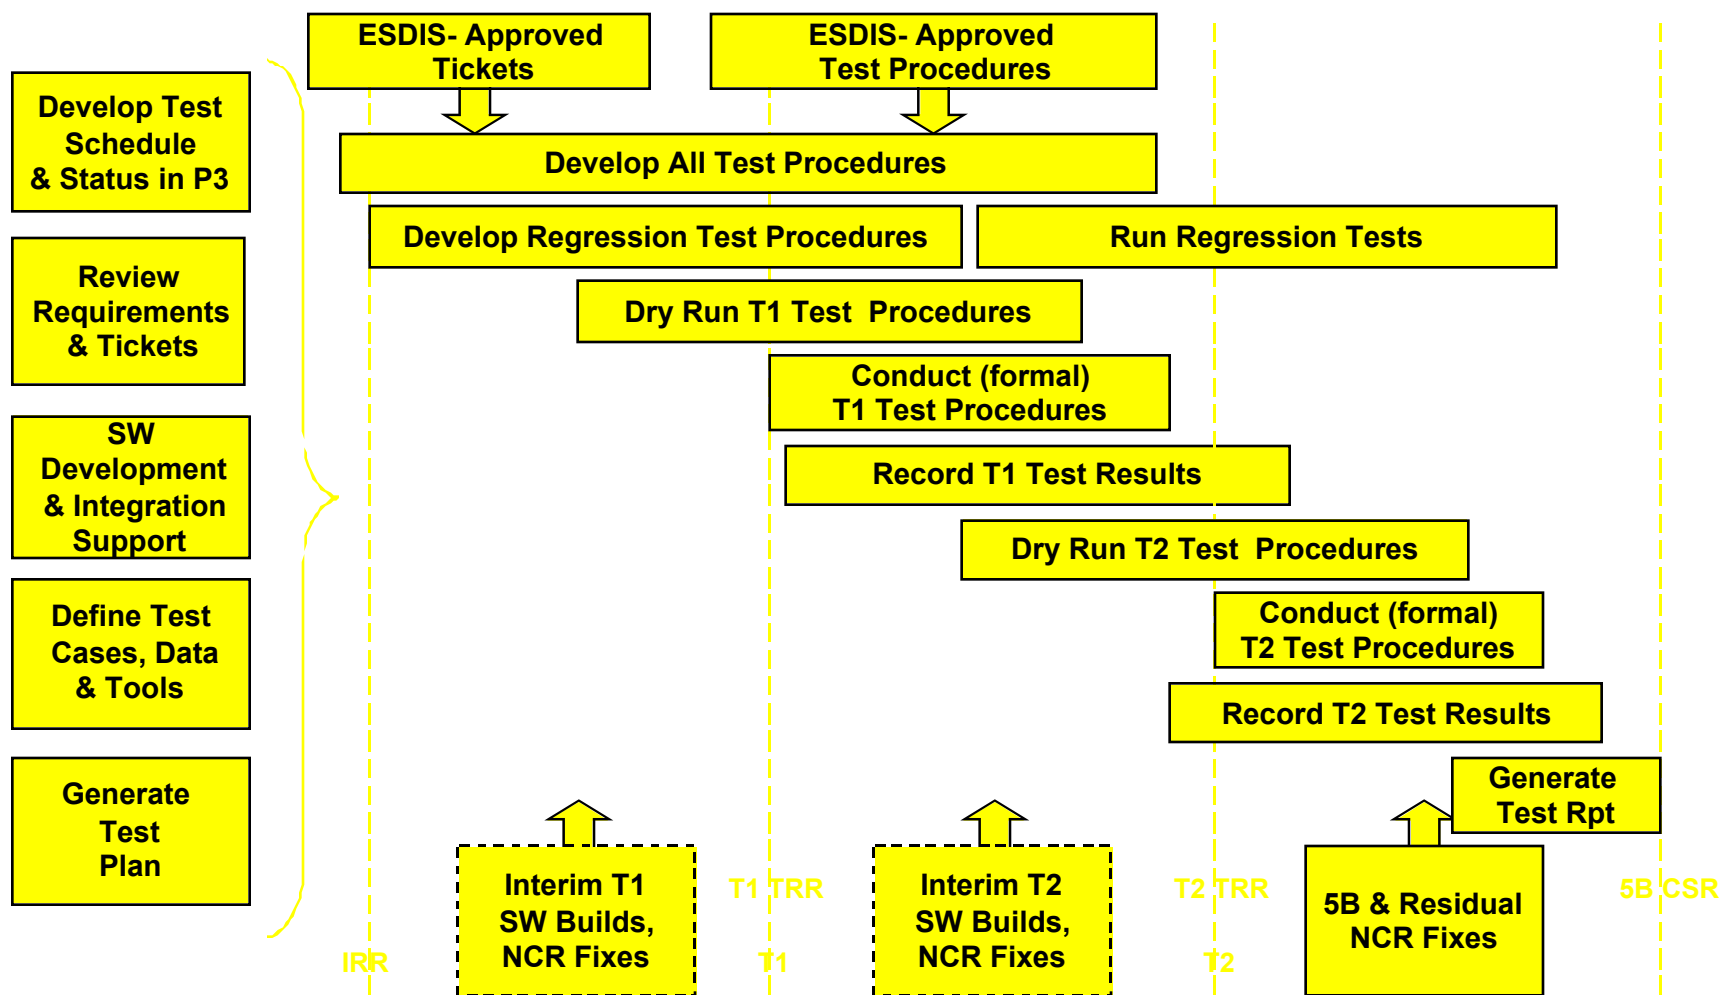 ESDIS- Approved
Tickets
ESDIS- Approved
Test Procedures
Develop Test
Schedule
& Status in P3
Review
Requirements
& Tickets
SW
Development
& Integration
Support
Define Test
Cases, Data
& Tools
Generate
Test
Plan
Develop All Test Procedures
Develop Regression Test Procedures
Run Regression Tests
Dry Run T1 Test Procedures
Conduct (formal)
T1 Test Procedures
Record T1 Test Results
Dry Run T2 Test Procedures
Conduct (formal)
T2 Test Procedures
Record T2 Test Results
Generate
Test Rpt
Interim T1
SW Builds,
NCR Fixes
Interim T2
SW Builds,
NCR Fixes
5B & Residual
NCR Fixes
T1 TRR
T2 TRR
5B CSR
IRR
T1
T2